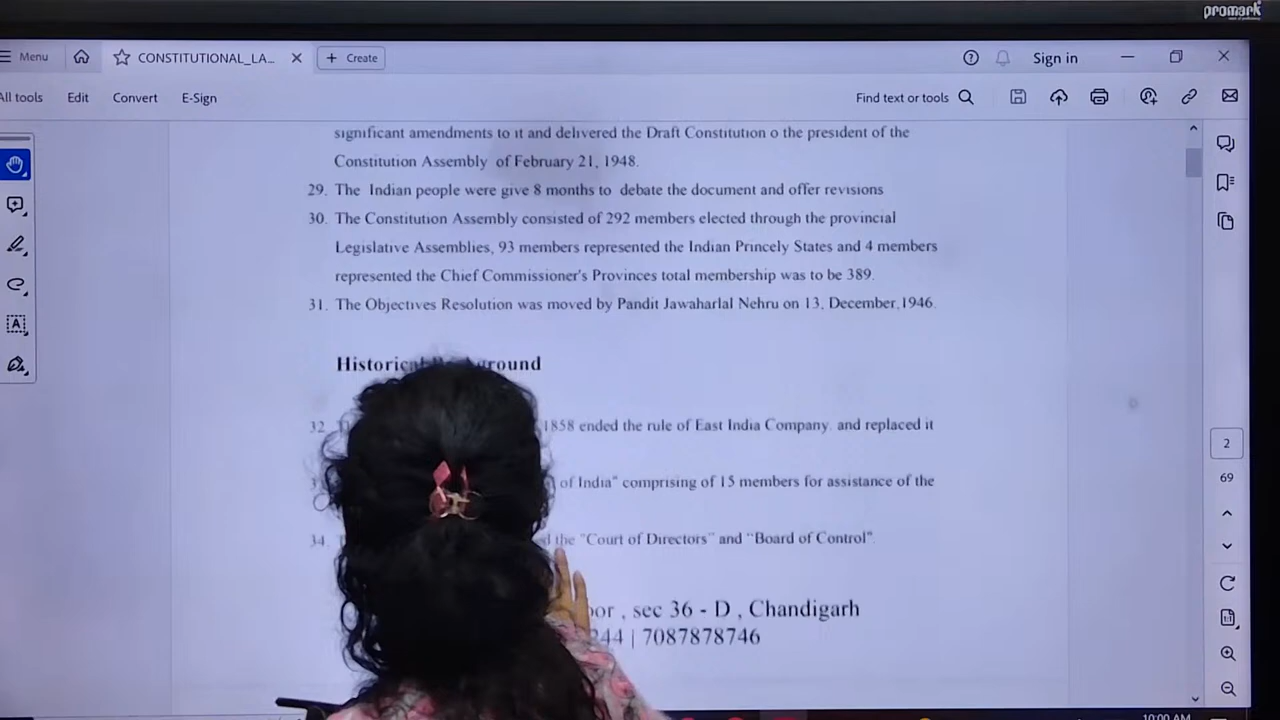 promark
Menu
CONSTITUTIONAL_LA...
Create
Sign in
All tools
Edit
Convert
E-Sign
Find text or tools
significant amendments to it and delivered the Draft Constitution o the president of the
Constitution Assembly of February 21, 1948.
29. The Indian people were give 8 months to debate the document and offer revisions
30. The Constitution Assembly consisted of 292 members elected through the provincial
Legislative Assemblies, 93 members represented the Indian Princely States and 4 members
represented the Chief Commissioner's Provinces total membership was to be 389.
31. The Objectives Resolution was moved by Pandit Jawaharlal Nehru on 13, December,1946.
Historical Background
32. 1858 ended the rule of East India Company. and replaced it
of India" comprising of 15 members for assistance of the
34. the "Court of Directors" and "Board of Control".
, sec 36 - D , Chandigarh
244 | 7087878746
2
69
10:00 AM